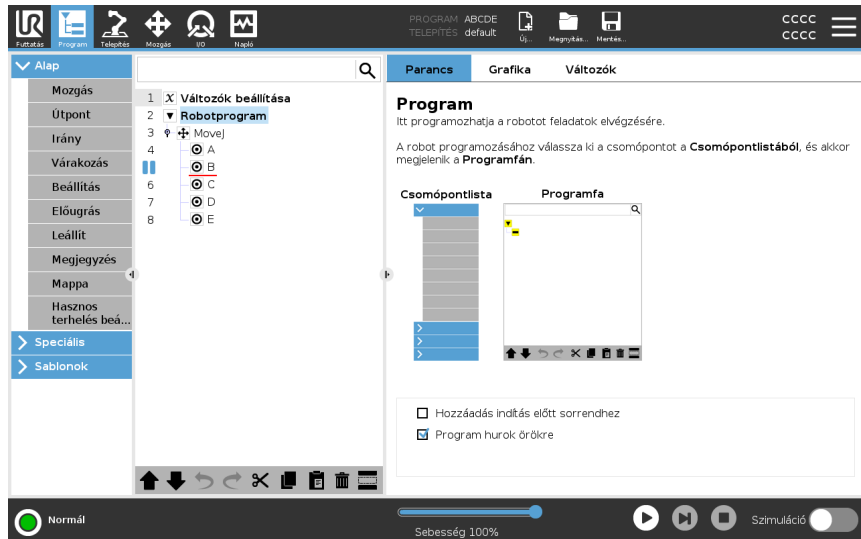 UR
PROGRAM ABCDE
TELEPÍTÉS default
CCCC
CCCC
Futtatás Program Telepítés Mozgás I/O Napló
Új... Megnyitás... Mentés...
Alap
Mozgás
Útpont
Irány
Várakozás
Beállítás
Előugrás
Leállít
Megjegyzés
Mappa
Hasznos
terhelés beá...
Speciális
Sablonok
1 X Változók beállítása
2 Robotprogram
3 MoveJ
4 A
B
6 C
7 D
8 E
Parancs Grafika Változók
Program
Itt programozhatja a robotot feladatok elvégzésére.
A robot programozásához válassza ki a csomópontot a Csomópontlistából, és akkor
megjelenik a Programfán.
Csomópontlista Programfa
Hozzáadás indítás előtt sorrendhez
Program hurok örökre
Normál
Sebesség 100%
Szimuláció